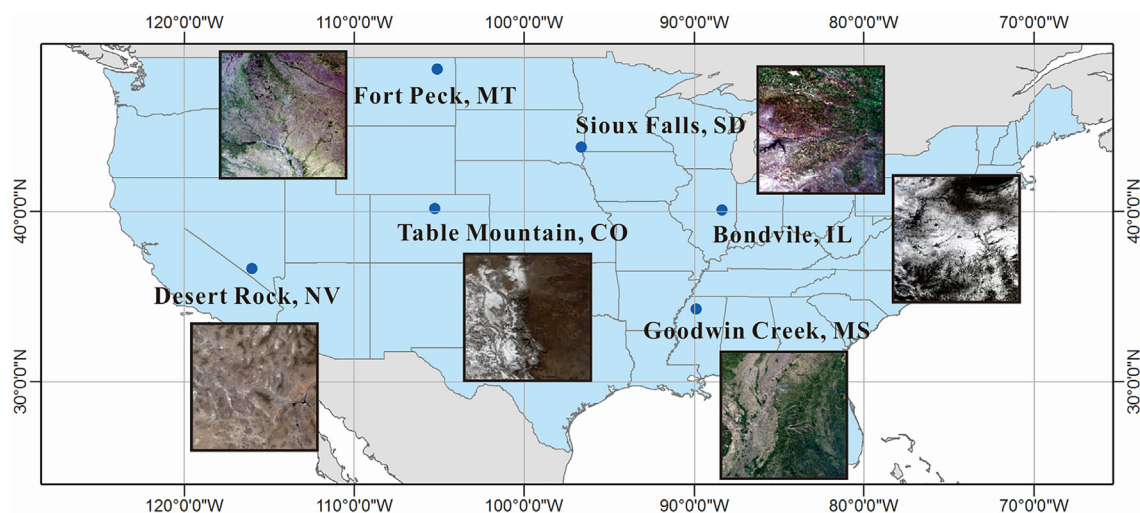 120°0'0"W 110°0'0"W 100°0'0"W 90°0'0"W 80°0'0"W 70°0'0"W
Fort Peck, MT
Sioux Falls, SD
40°0'0"N 40°0'0"N
Table Mountain, CO
Bondvile, IL
Desert Rock, NV
Goodwin Creek, MS
30°0'0"N 30°0'0"N
120°0'0"W 110°0'0"W 100°0'0"W 90°0'0"W 80°0'0"W 70°0'0"W